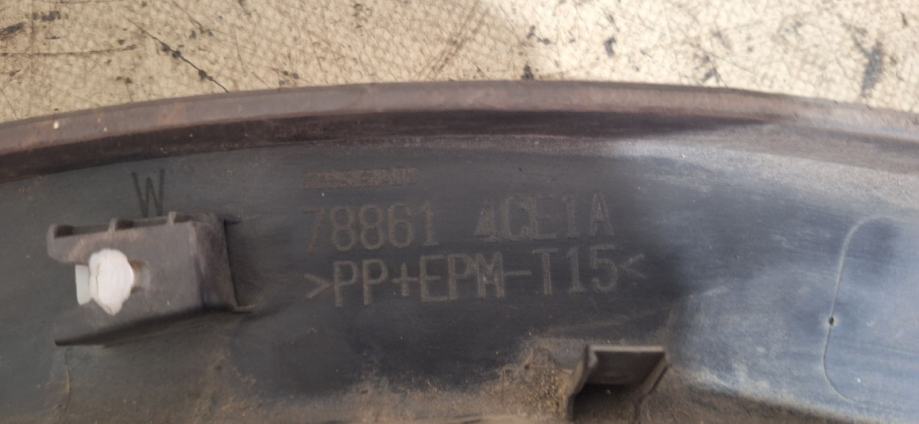 W
78861 4CE1A
>PP+EPM-T15<